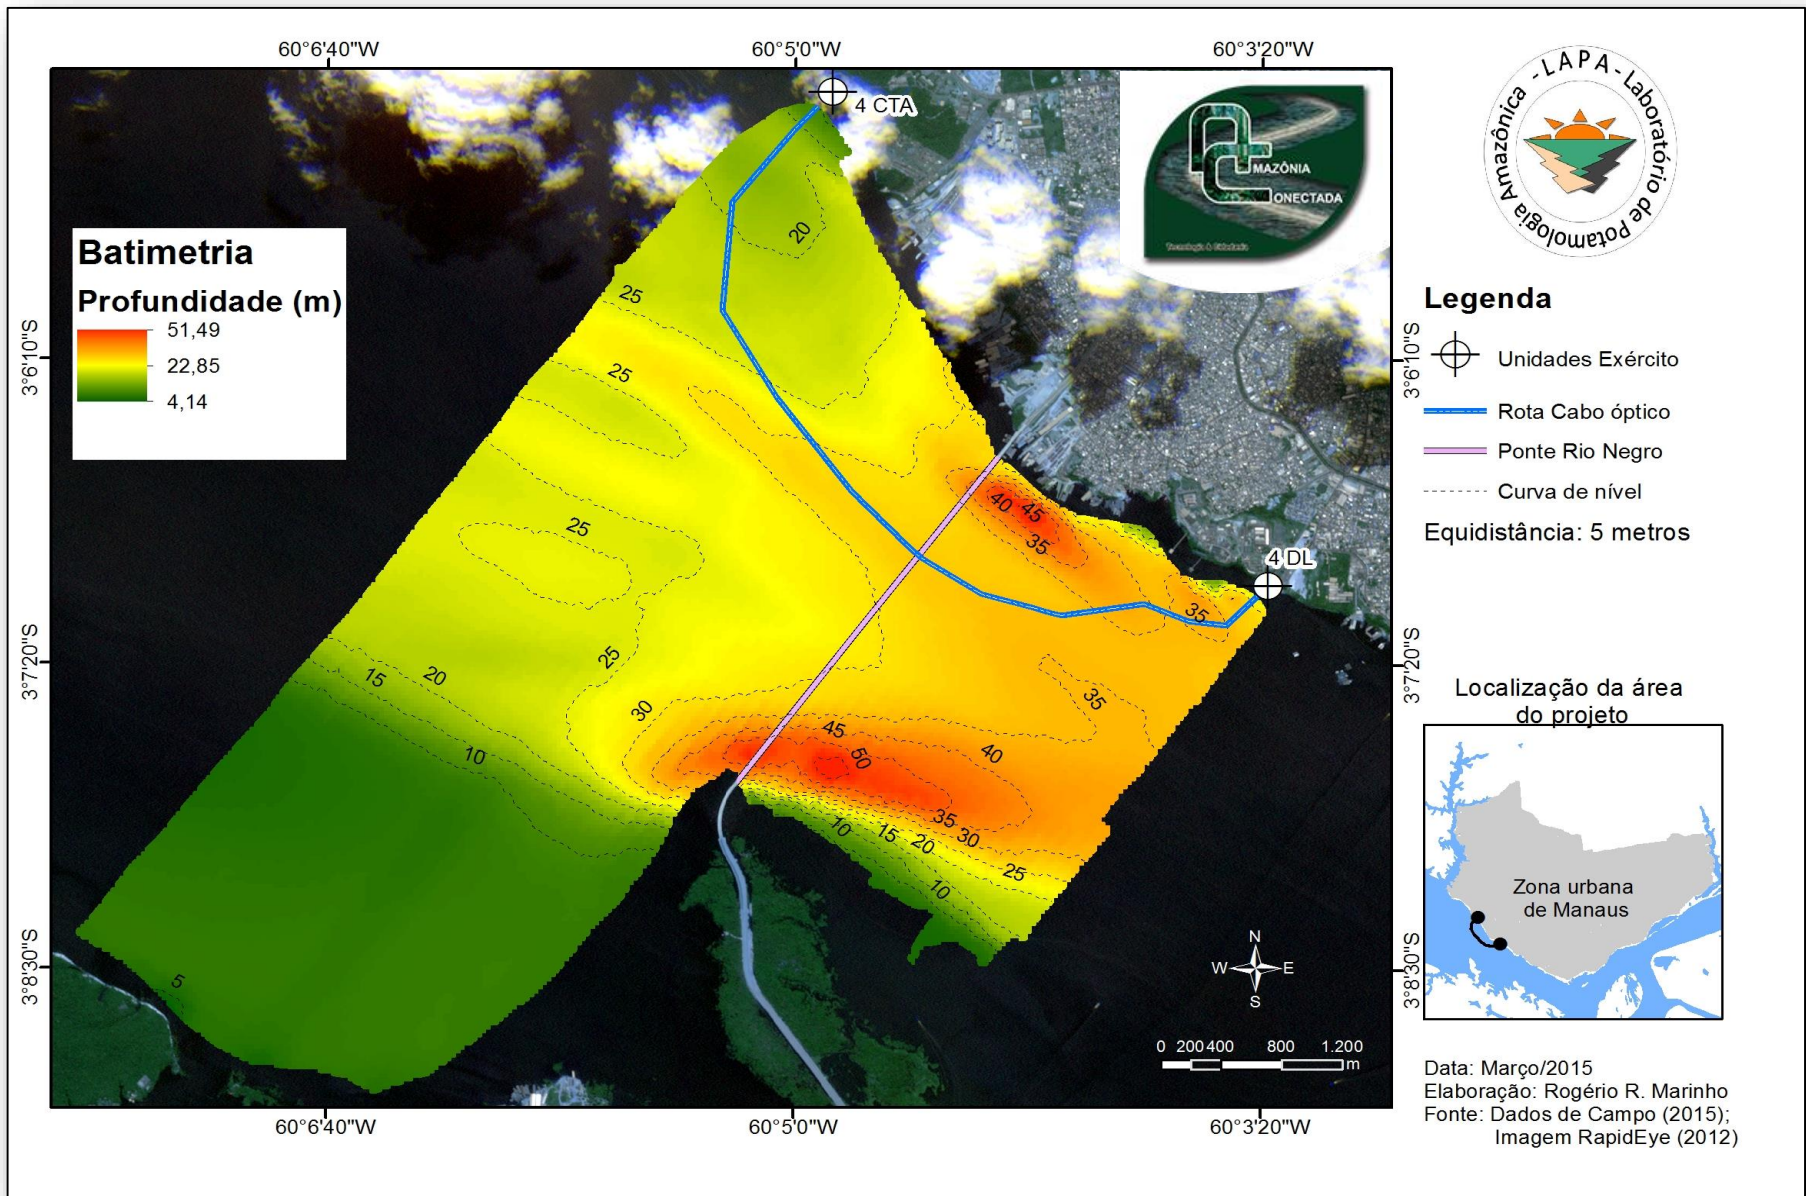 60°6'40"W
60°5'0"W
60°3'20"W
4 CTA
AMAZÔNIA
CONECTADA
Tecnologia & Cidadania
LAPA - Laboratório de Potamologia Amazônica -
Batimetria
Profundidade (m)
51,49
22,85
4,14
20
25
25
25
25
20
15
10
30
45
50
40
35
30
40
45
35
35
35
10
15
20
25
10
5
4 DL
3°6'10"S
3°7'20"S
3°8'30"S
3°6'10"S
3°7'20"S
3°8'30"S
Legenda
Unidades Exército
Rota Cabo óptico
Ponte Rio Negro
Curva de nível
Equidistância: 5 metros
Localização da área
do projeto
Zona urbana
de Manaus
N
W E
S
0 200 400 800 1.200
m
60°6'40"W
60°5'0"W
60°3'20"W
Data: Março/2015
Elaboração: Rogério R. Marinho
Fonte: Dados de Campo (2015);
Imagem RapidEye (2012)